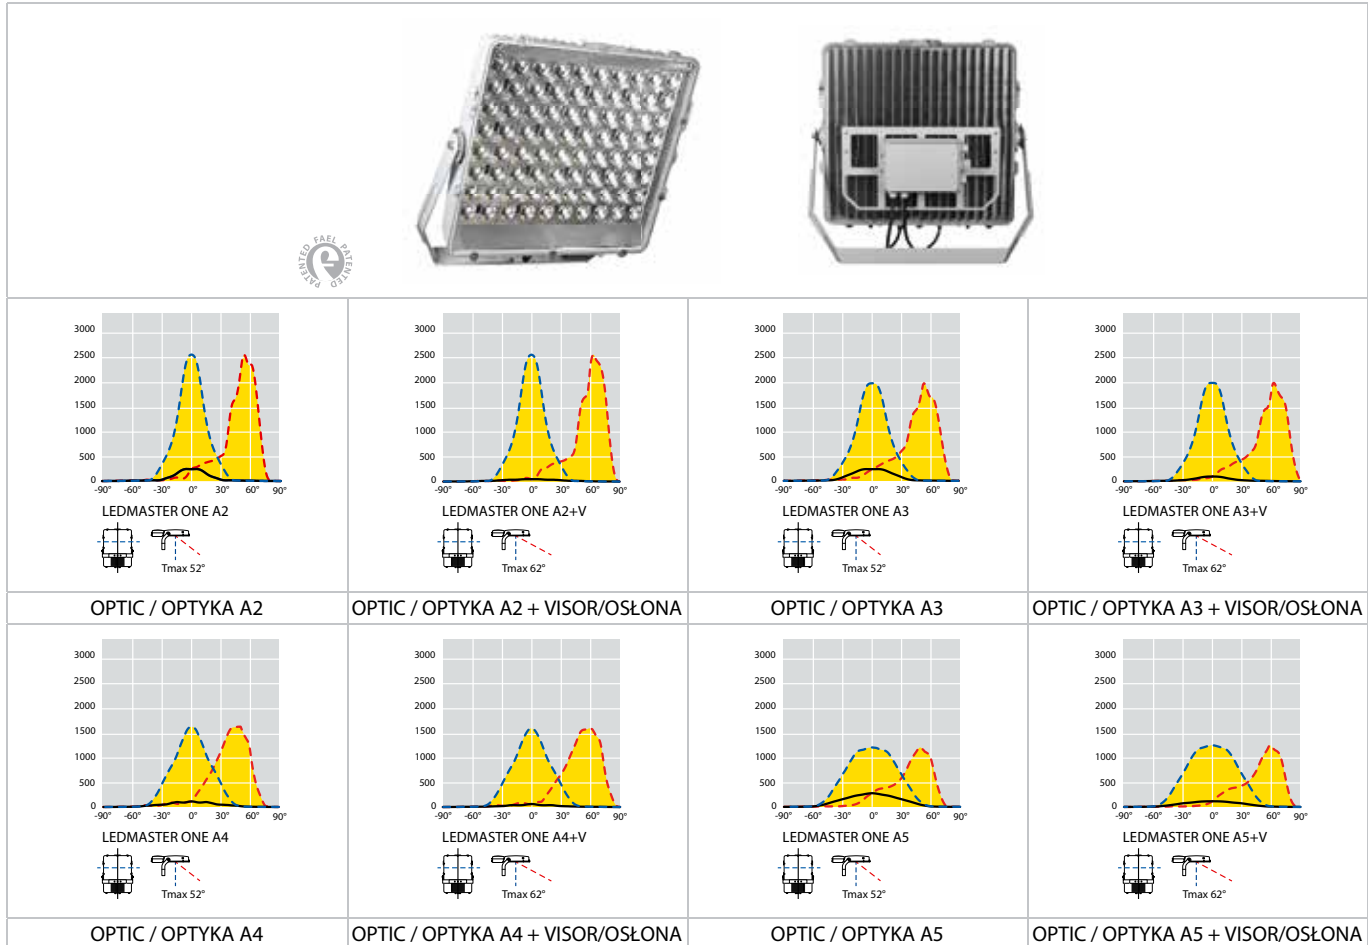 PATENTED FAEL PATENTED
3000
2500
2000
1500
1000
500
0
-90° -60° -30° 0° 30° 60° 90°
LEDMASTER ONE A2
Tmax 52°
OPTIC / OPTYKA A2
3000
2500
2000
1500
1000
500
0
-90° -60° -30° 0° 30° 60° 90°
LEDMASTER ONE A2+V
Tmax 62°
OPTIC / OPTYKA A2 + VISOR/OSŁONA
3000
2500
2000
1500
1000
500
0
-90° -60° -30° 0° 30° 60° 90°
LEDMASTER ONE A3
Tmax 52°
OPTIC / OPTYKA A3
3000
2500
2000
1500
1000
500
0
-90° -60° -30° 0° 30° 60° 90°
LEDMASTER ONE A3+V
Tmax 62°
OPTIC / OPTYKA A3 + VISOR/OSŁONA
3000
2500
2000
1500
1000
500
0
-90° -60° -30° 0° 30° 60° 90°
LEDMASTER ONE A4
Tmax 52°
OPTIC / OPTYKA A4
3000
2500
2000
1500
1000
500
0
-90° -60° -30° 0° 30° 60° 90°
LEDMASTER ONE A4+V
Tmax 62°
OPTIC / OPTYKA A4 + VISOR/OSŁONA
3000
2500
2000
1500
1000
500
0
-90° -60° -30° 0° 30° 60° 90°
LEDMASTER ONE A5
Tmax 52°
OPTIC / OPTYKA A5
3000
2500
2000
1500
1000
500
0
-90° -60° -30° 0° 30° 60° 90°
LEDMASTER ONE A5+V
Tmax 62°
OPTIC / OPTYKA A5 + VISOR/OSŁONA